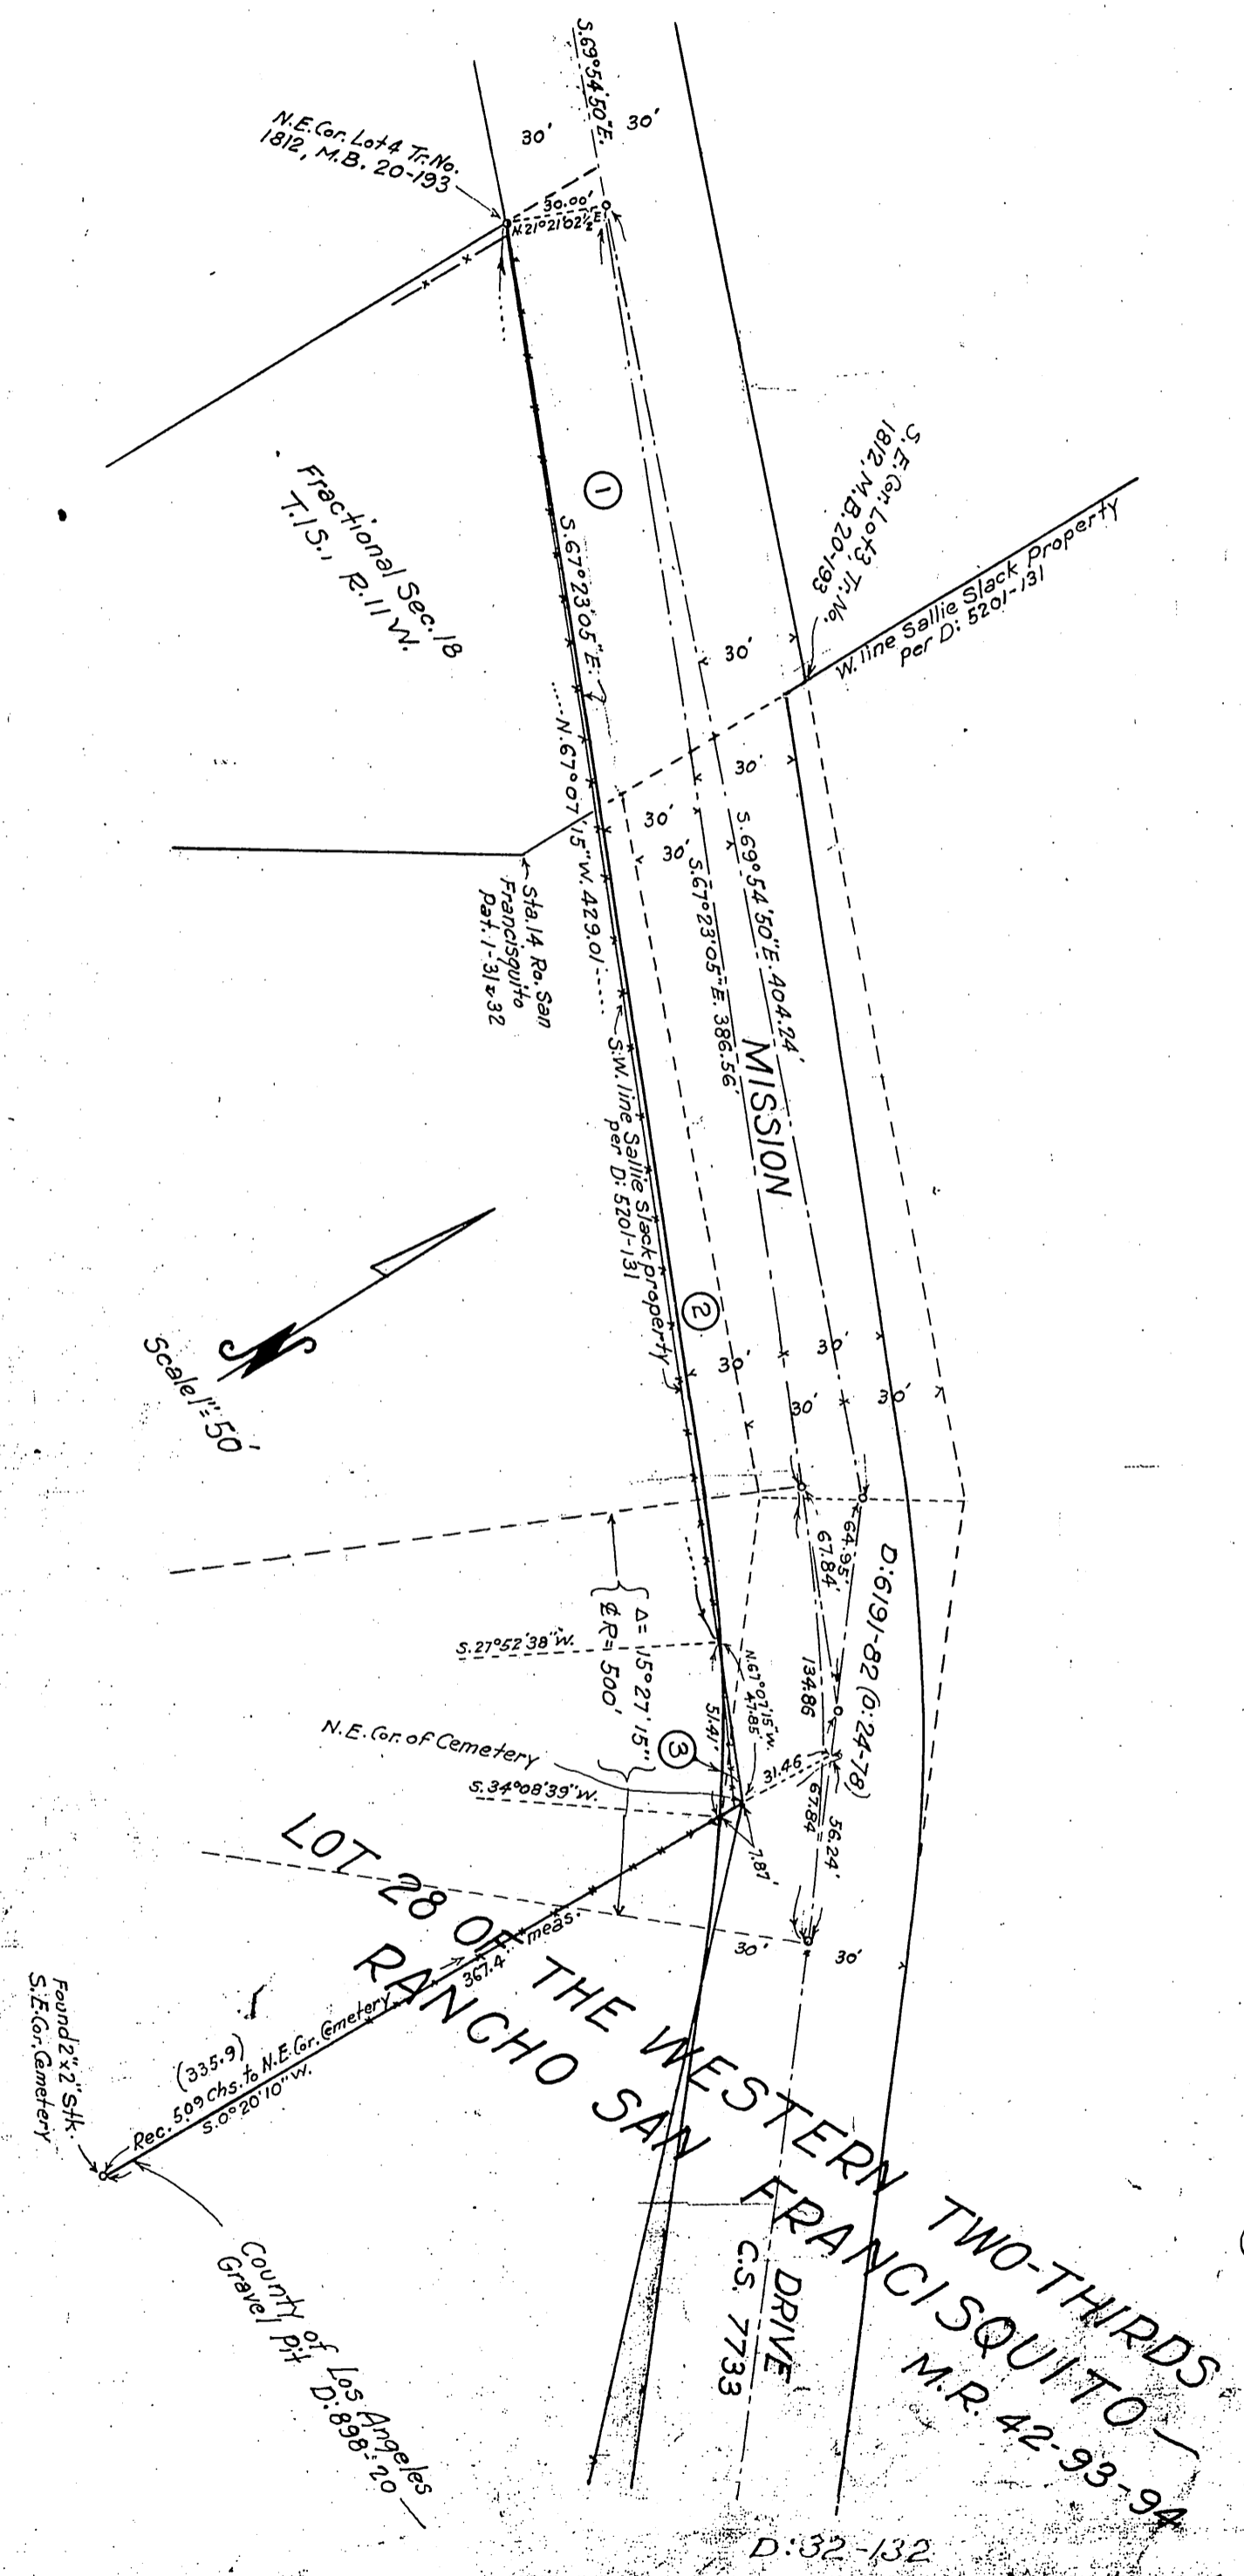 S.69°54'50"E.
30'
30'
N.E.Cor. Lot 4 Tr. No.
1812, M.B. 20-193
30.00'
N.21°21'02½"E.
①
S.67°23'05"E.
Fractional Sec. 18
T.1S., R.11 W.
S.E.Cor. Lot 3, Tr. No.
1812, M.B. 20-193
W. line Sallie Slack Property
per D: 5201-131
30'
30'
30'
30'
N.67°07'15"W. 429.01'
Sta. 14 Ro. San
Francisquito
Pat. 1-31 & 32
S.69°54'50"E. 404.24'
S.67°23'05"E. 386.56'
MISSION
S.W. line Sallie Slack property
per D: 5201-131
②
30'
30'
30'
30'
Scale 1"=50'
D:6191-82 (0:24-78)
64.95'
67.84'
134.86
Δ= 15°27'15"
℄ R= 500'
S.27°52'38"W.
N.67°07'15"W.
47.85'
51.41'
③
N.E. Cor. of Cemetery
S.34°08'39"W.
31.46
67.84
56.24'
7.87'
30'
30'
LOT 28 OF THE WESTERN TWO-THIRDS
RANCHO SAN FRANCISQUITO
M.R. 42-93-94
367.4' meas.
(335.9)
Rec. 5.09 Chs. to N.E. Cor. Cemetery
S.0°20'10"W.
Found 2"x2" Stk.
S.E. Cor. Cemetery
County of Los Angeles
Gravel Pit D:898-20
DRIVE
C.S. 7733
D:32-132